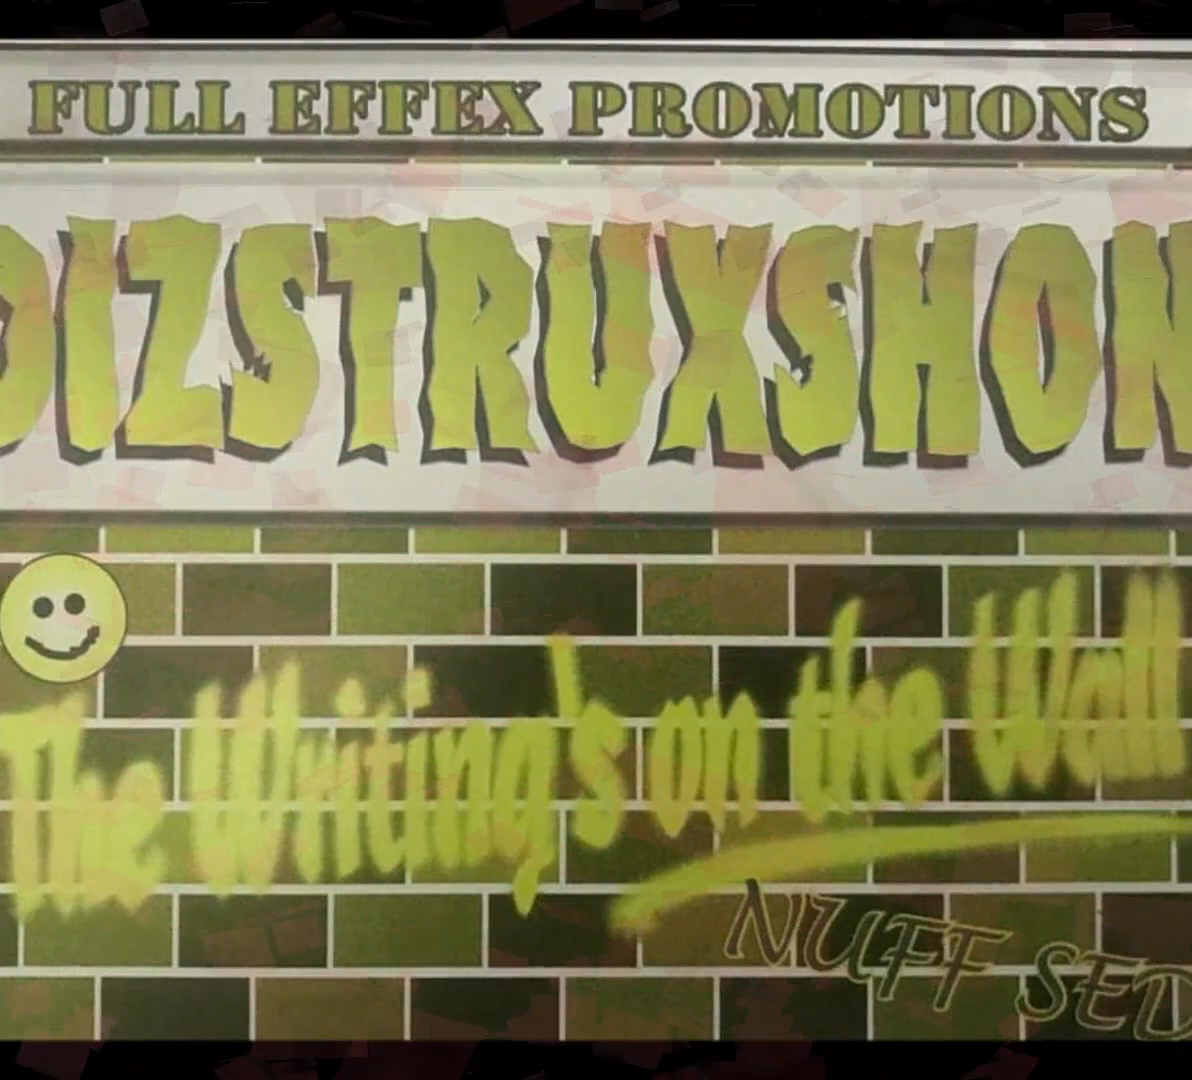 FULL EFFEX PROMOTIONS
DIZSTRUXSHON
The Writing's on the Wall
NUFF SED